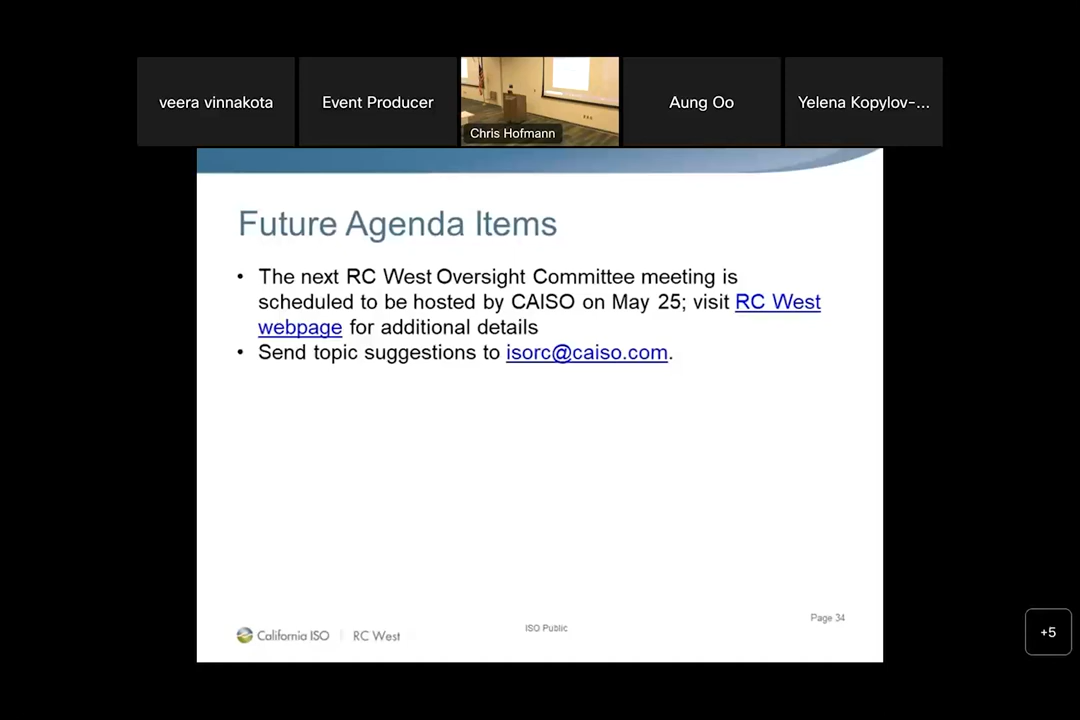 veera vinnakota
Event Producer
Chris Hofmann
Aung Oo
Yelena Kopylov-...
Future Agenda Items
• The next RC West Oversight Committee meeting is
scheduled to be hosted by CAISO on May 25; visit RC West
webpage for additional details
• Send topic suggestions to isorc@caiso.com.
California ISO | RC West
ISO Public
Page 34
+5